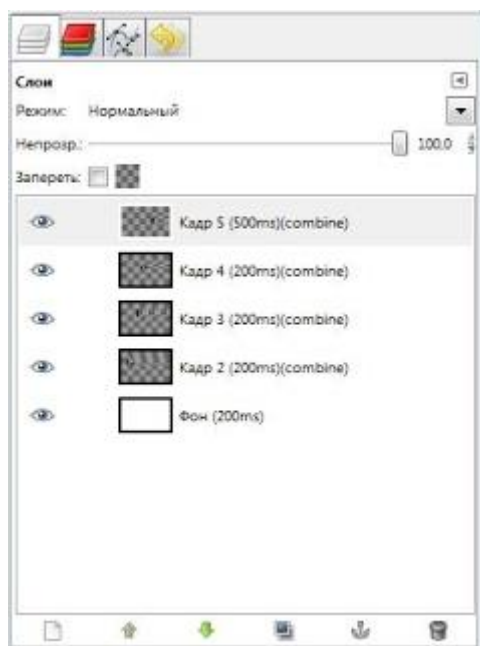 Слои
Режим: Нормальный
Непрозр.: 100,0
Запереть:
Кадр 5 (500ms)(combine)
Кадр 4 (200ms)(combine)
Кадр 3 (200ms)(combine)
Кадр 2 (200ms)(combine)
Фон (200ms)